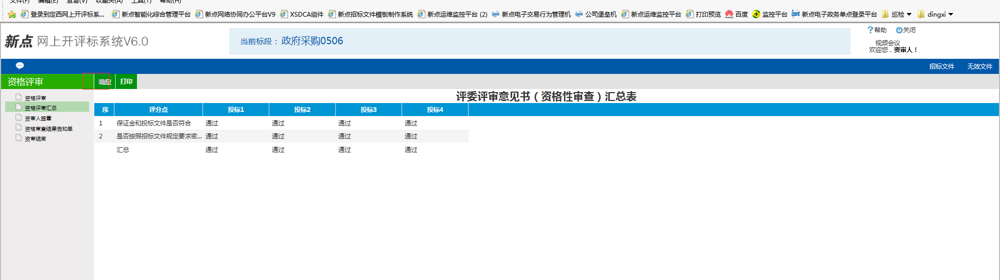 文件(F) 编辑(E) 查看(V) 收藏夹(A) 工具(T) 帮助(H)
登录到定西网上开评标系... 新点智能化综合管理平台 新点网络协同办公平台V9 XSDCA组件 新点招标文件模板制作系统 新点运维监控平台 (2) 新点电子交易行为管理机 公司堡垒机 新点运维监控平台 打印预览 百度 监控平台 新点电子政务单点登录平台 巡检 dingxi
新点 网上开评标系统V6.0
当前标段： 政府采购0506
帮助 关闭
视频会议
欢迎您，资审人！
招标文件 无效文件
资格评审 确定 打印
资格评审
资格评审汇总
资审人签章
资格审查结果告知单
资审结束
评委评审意见书（资格性审查）汇总表
序 评分点 投标1 投标2 投标3 投标4
1 保证金和投标文件是否符合 通过 通过 通过 通过
2 是否按照招标文件规定要求密... 通过 通过 通过 通过
汇总 通过 通过 通过 通过